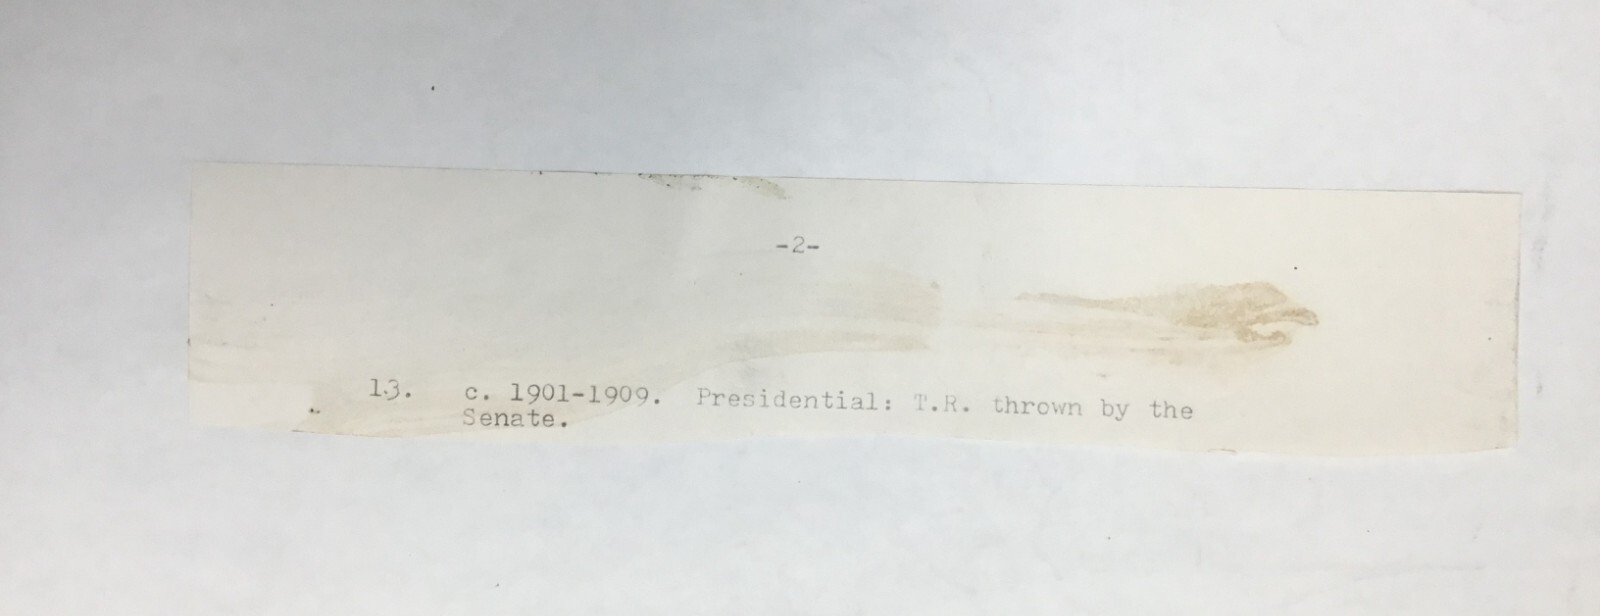 -2-
13. c. 1901-1909. Presidential: T.R. thrown by the
Senate.